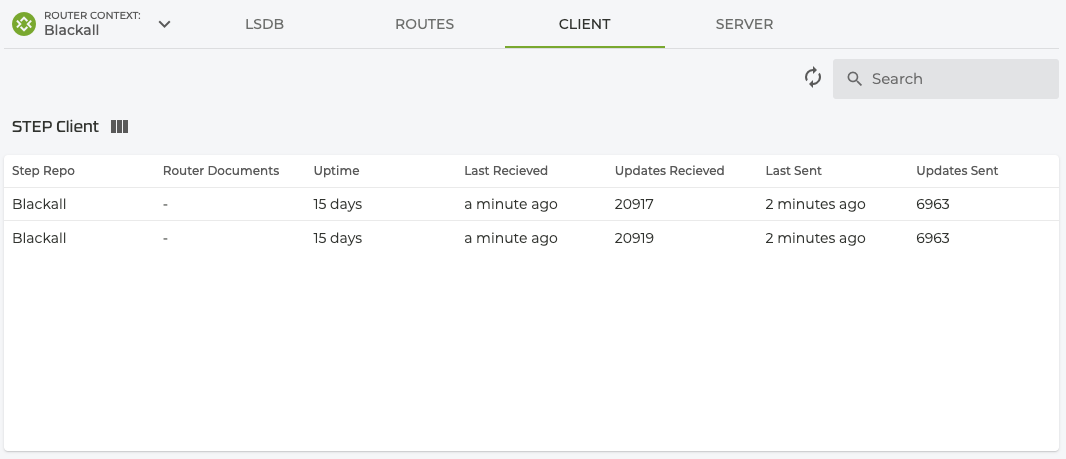 ROUTER CONTEXT:
Blackall
LSDB ROUTES CLIENT SERVER
Search
STEP Client
Step Repo Router Documents Uptime Last Recieved Updates Recieved Last Sent Updates Sent
Blackall - 15 days a minute ago 20917 2 minutes ago 6963
Blackall - 15 days a minute ago 20919 2 minutes ago 6963